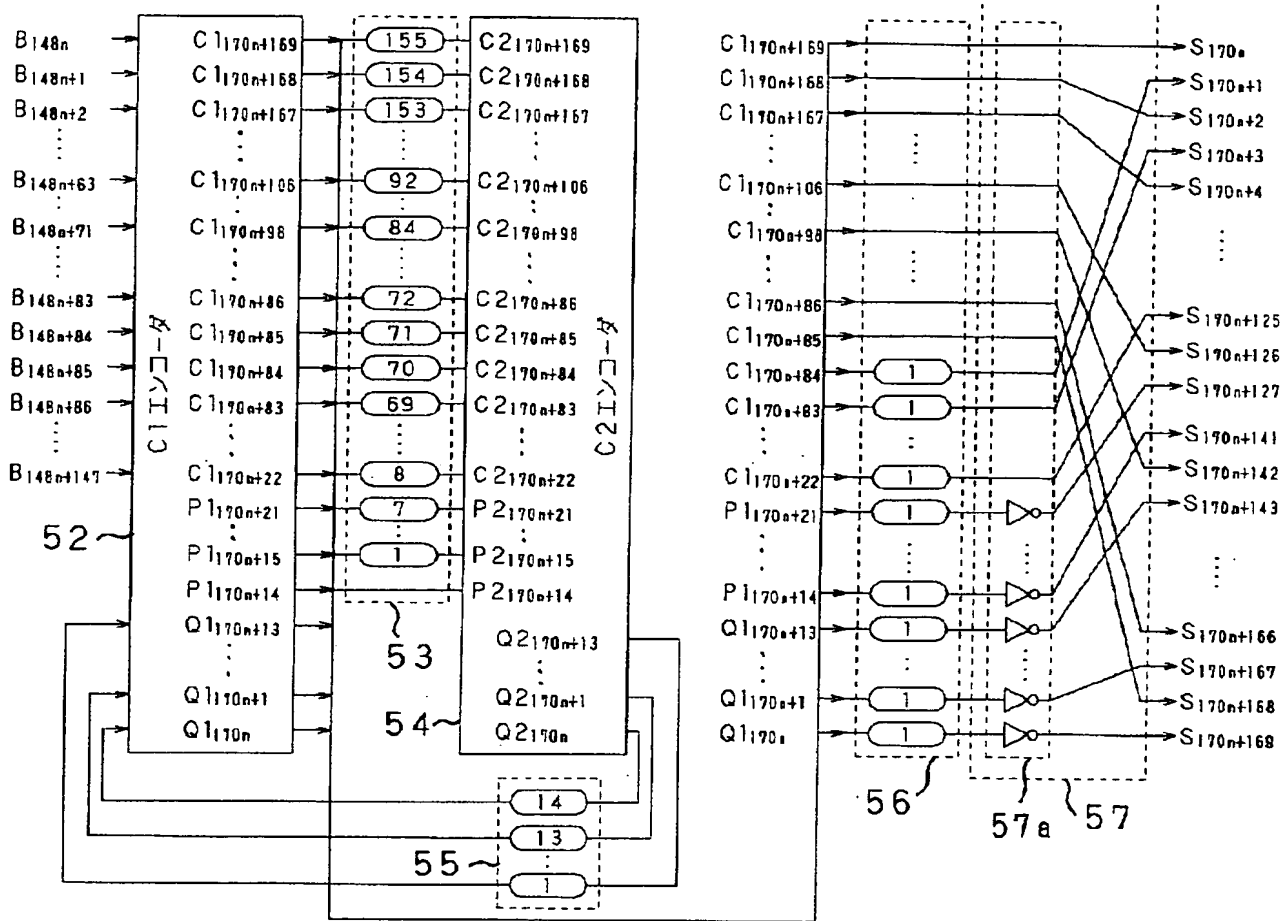 B148n
B148n+1
B148n+2
B148n+63
B148n+71
B148n+83
B148n+84
B148n+85
B148n+86
B148n+147
C1エンコーダ
52
C1170n+169
C1170n+168
C1170n+167
C1170n+106
C1170n+98
C1170n+86
C1170n+85
C1170n+84
C1170n+83
C1170n+22
P1170n+21
P1170n+15
P1170n+14
Q1170n+13
Q1170n+1
Q1170n
155
154
153
92
84
72
71
70
69
8
7
1
53
C2170n+169
C2170n+168
C2170n+167
C2170n+106
C2170n+98
C2170n+86
C2170n+85
C2170n+84
C2170n+83
C2170n+22
P2170n+21
P2170n+15
P2170n+14
Q2170n+13
Q2170n+1
Q2170n
C2エンコーダ
54
14
13
1
55
C1170n+169
C1170n+168
C1170n+167
C1170n+106
C1170n+98
C1170n+86
C1170n+85
C1170n+84
C1170n+83
C1170n+22
P1170n+21
P1170n+14
Q1170n+13
Q1170n+1
Q1170n
1
1
1
1
1
1
1
1
56
57a
57
S170n
S170n+1
S170n+2
S170n+3
S170n+4
S170n+125
S170n+126
S170n+127
S170n+141
S170n+142
S170n+143
S170n+166
S170n+167
S170n+168
S170n+169